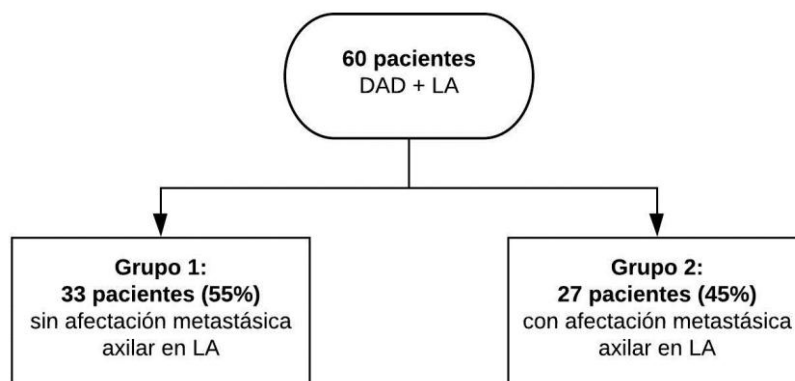 60 pacientes
DAD + LA
Grupo 1:
33 pacientes (55%)
sin afectación metastásica
axilar en LA
Grupo 2:
27 pacientes (45%)
con afectación metastásica
axilar en LA